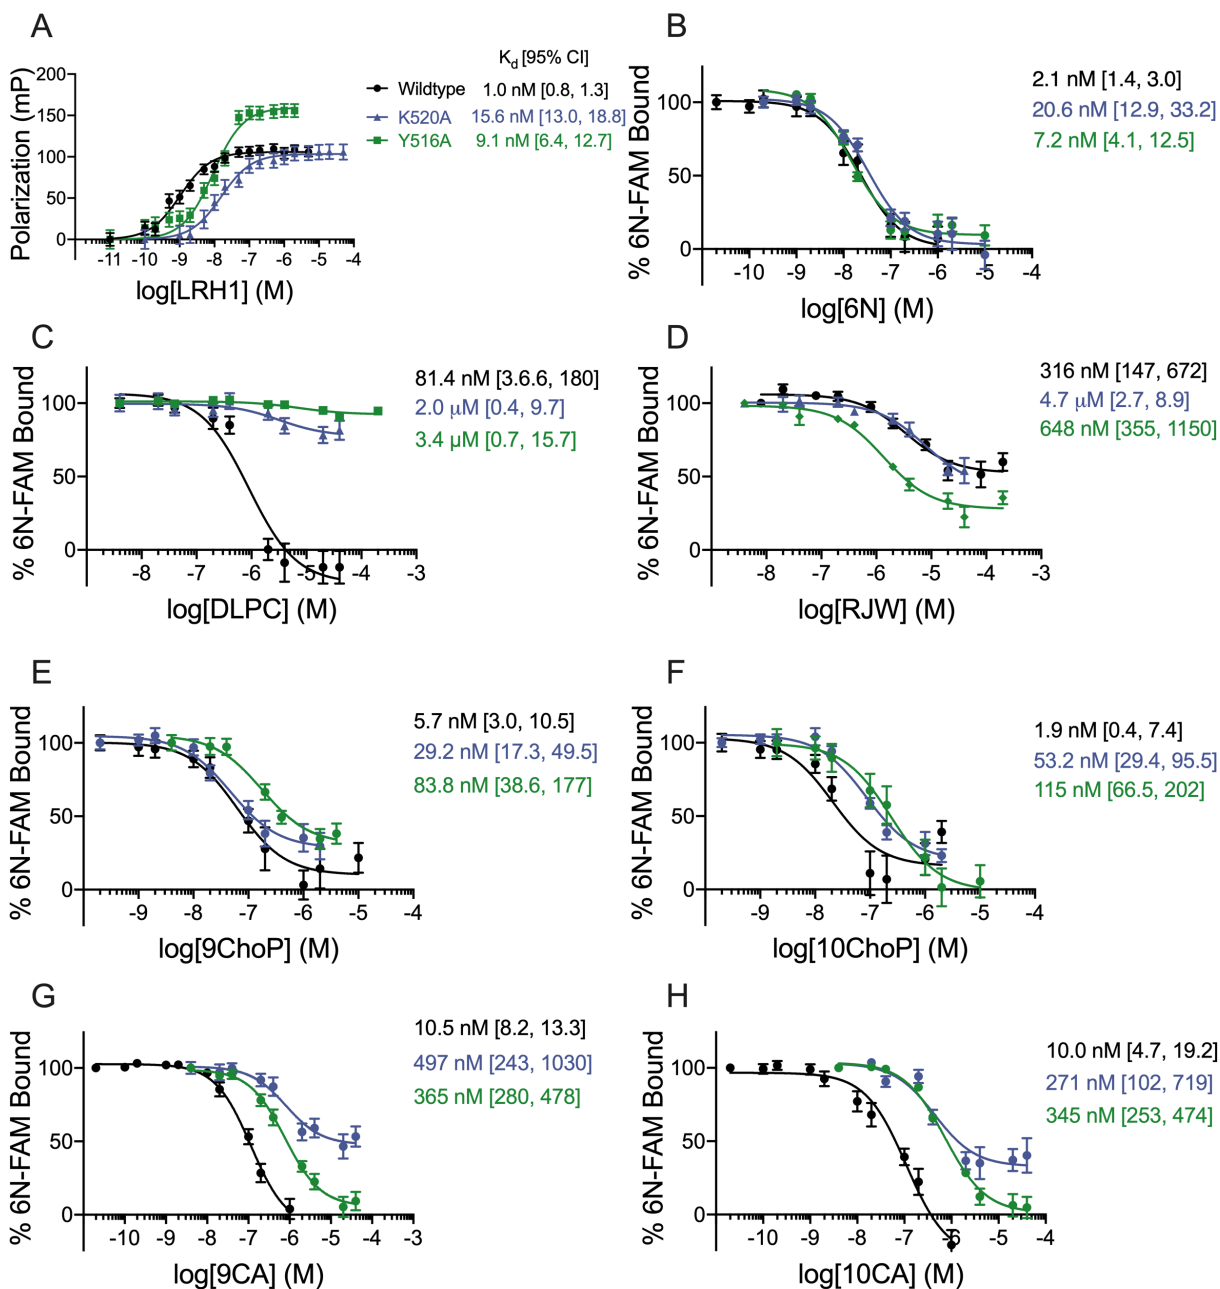 A
Kd [95% CI]
Wildtype 1.0 nM [0.8, 1.3]
K520A 15.6 nM [13.0, 18.8]
Y516A 9.1 nM [6.4, 12.7]
Polarization (mP)
200
150
100
50
0
-11 -10 -9 -8 -7 -6 -5 -4
log[LRH1] (M)
B
2.1 nM [1.4, 3.0]
20.6 nM [12.9, 33.2]
7.2 nM [4.1, 12.5]
% 6N-FAM Bound
100
50
0
-10 -9 -8 -7 -6 -5 -4
log[6N] (M)
C
81.4 nM [3.6.6, 180]
2.0 μM [0.4, 9.7]
3.4 μM [0.7, 15.7]
% 6N-FAM Bound
100
50
0
-8 -7 -6 -5 -4 -3
log[DLPC] (M)
D
316 nM [147, 672]
4.7 μM [2.7, 8.9]
648 nM [355, 1150]
% 6N-FAM Bound
100
50
0
-8 -7 -6 -5 -4 -3
log[RJW] (M)
E
5.7 nM [3.0, 10.5]
29.2 nM [17.3, 49.5]
83.8 nM [38.6, 177]
% 6N-FAM Bound
100
50
0
-9 -8 -7 -6 -5 -4
log[9ChoP] (M)
F
1.9 nM [0.4, 7.4]
53.2 nM [29.4, 95.5]
115 nM [66.5, 202]
% 6N-FAM Bound
100
50
0
-9 -8 -7 -6 -5 -4
log[10ChoP] (M)
G
10.5 nM [8.2, 13.3]
497 nM [243, 1030]
365 nM [280, 478]
% 6N-FAM Bound
100
50
0
-10 -9 -8 -7 -6 -5 -4 -3
log[9CA] (M)
H
10.0 nM [4.7, 19.2]
271 nM [102, 719]
345 nM [253, 474]
% 6N-FAM Bound
100
50
0
-10 -9 -8 -7 -6 -5 -4
log[10CA] (M)